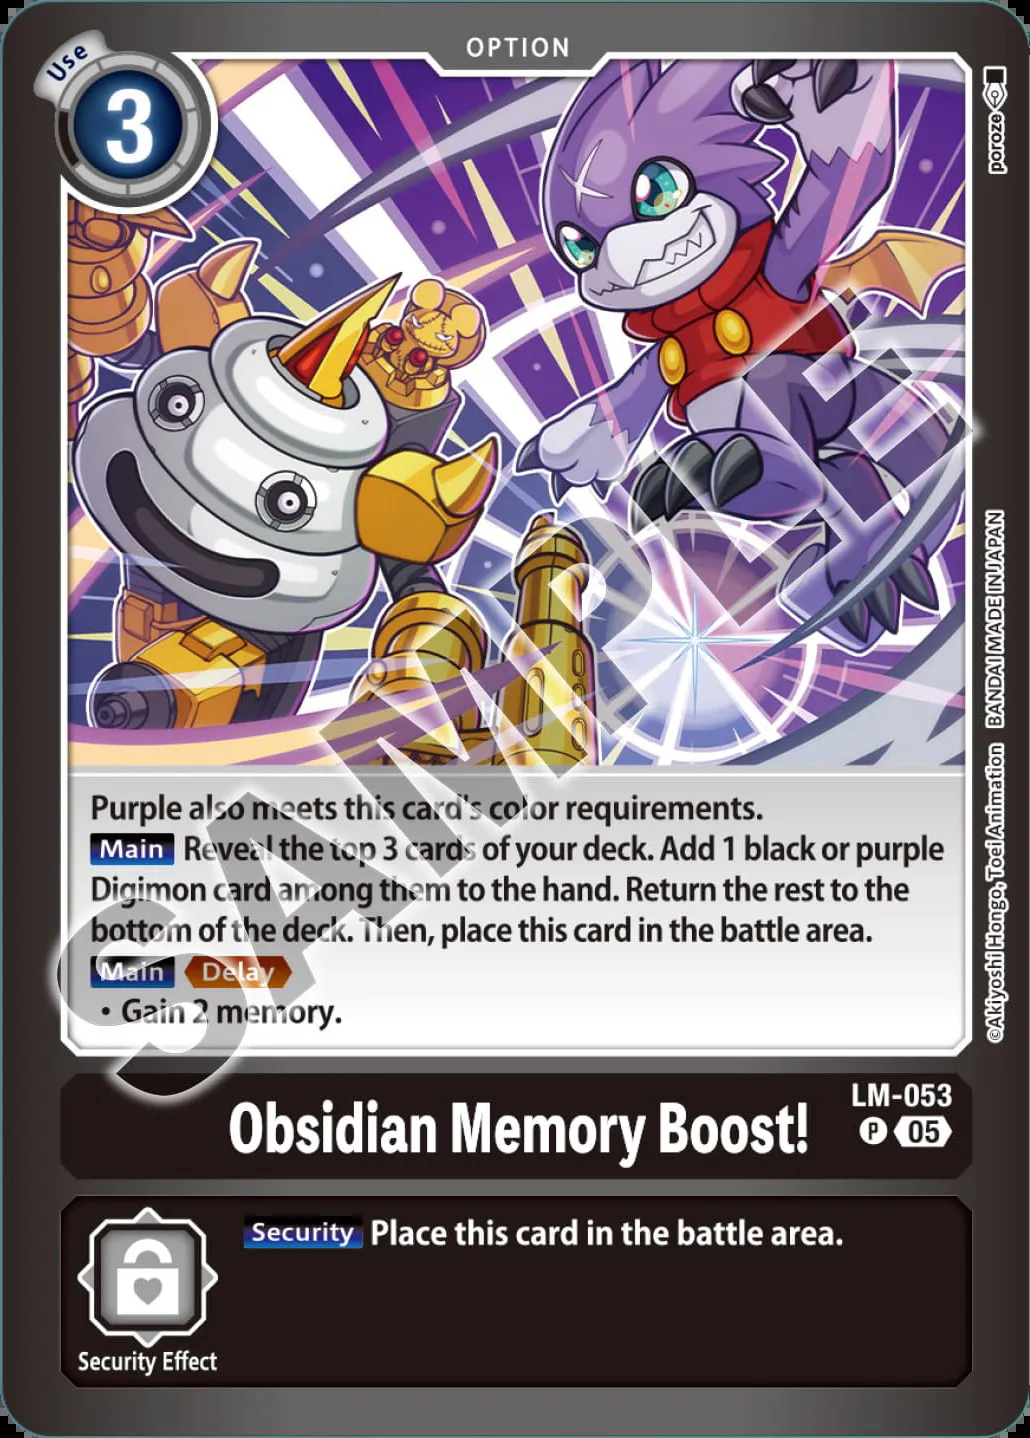 OPTION
Use
3
poroze
Purple also meets this card's color requirements.
Main Reveal the top 3 cards of your deck. Add 1 black or purple
Digimon card among them to the hand. Return the rest to the
bottom of the deck. Then, place this card in the battle area.
Main Delay
• Gain 2 memory.
©Akiyoshi Hongo, Toei Animation BANDAI MADE IN JAPAN
SAMPLE
LM-053
Obsidian Memory Boost!
P 05
Security Place this card in the battle area.
Security Effect